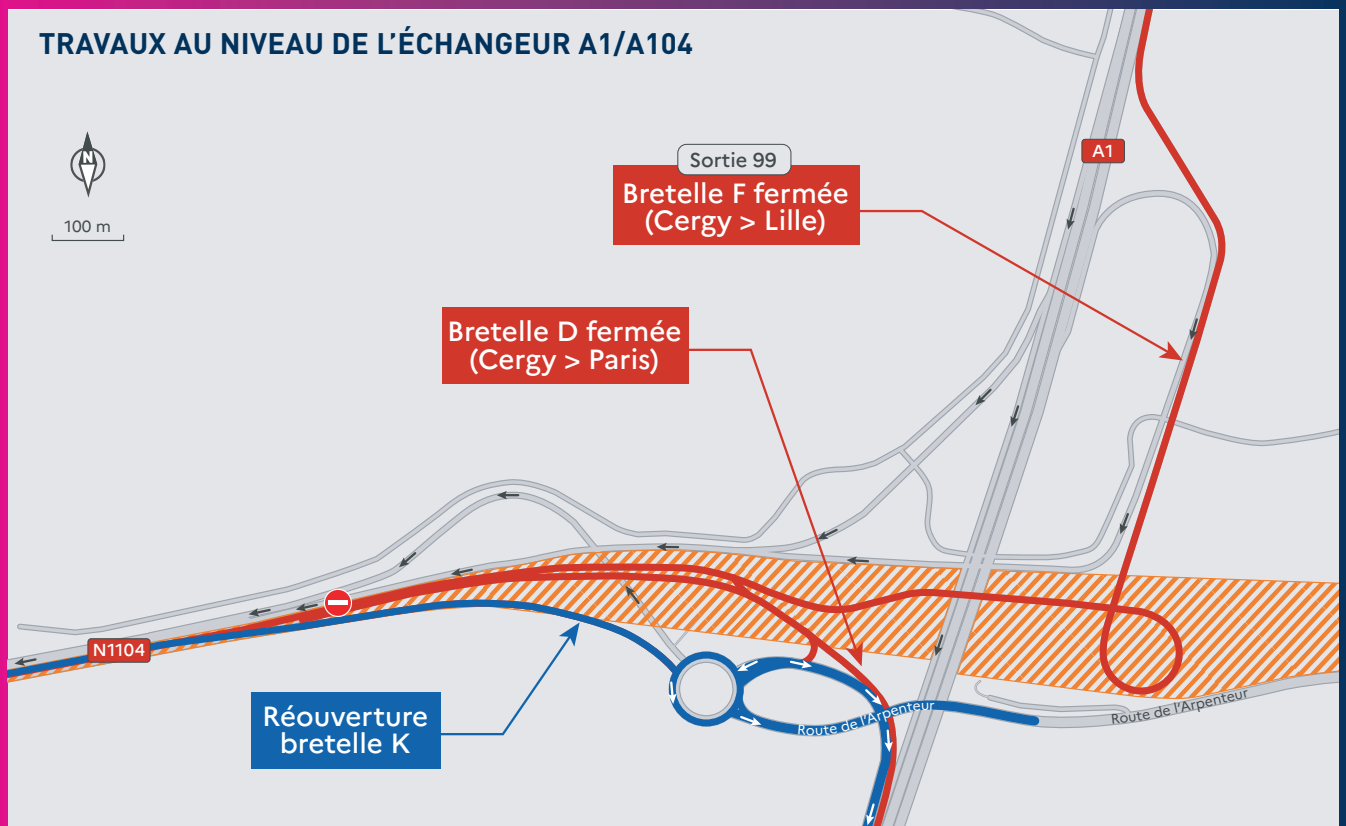 TRAVAUX AU NIVEAU DE L'ÉCHANGEUR A1/A104
N
100 m
A1
Sortie 99
Bretelle F fermée
(Cergy > Lille)
Bretelle D fermée
(Cergy > Paris)
N1104
Réouverture
bretelle K
Route de l'Arpenteur
Route de l'Arpenteur